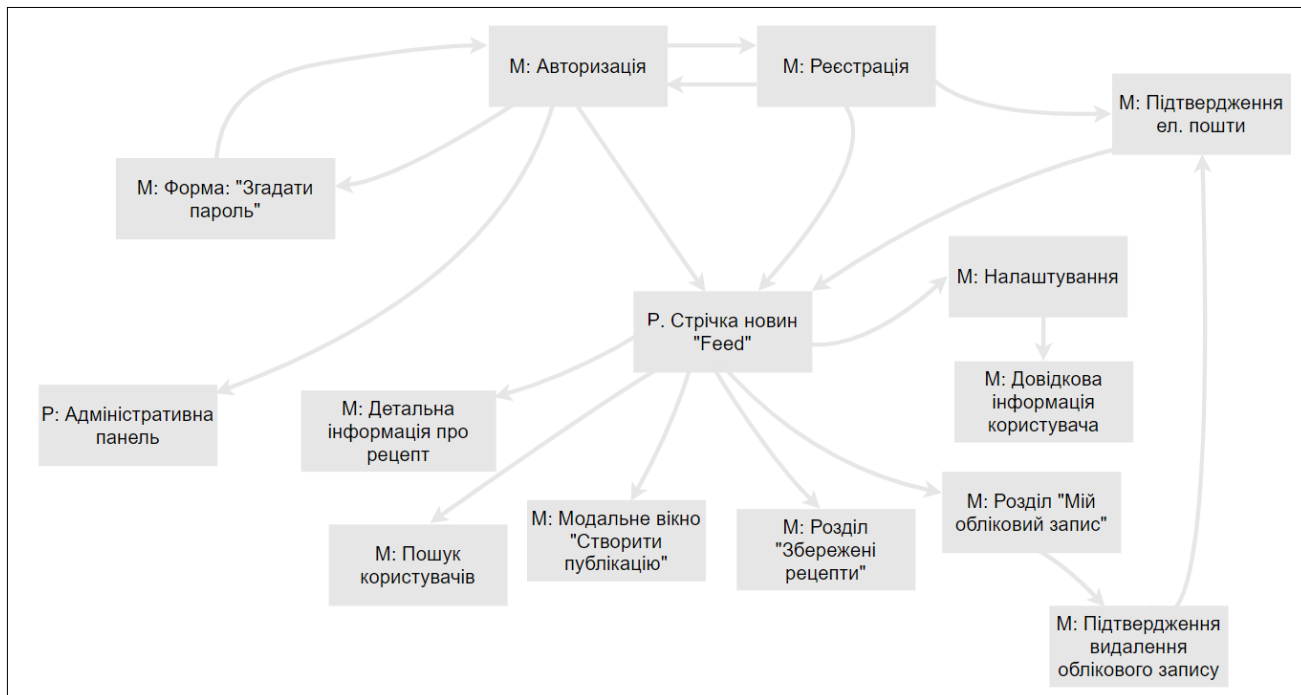 М: Авторизація
М: Реєстрація
М: Підтвердження
ел. пошти
М: Форма: "Згадати
пароль"
М: Налаштування
Р. Стрічка новин
"Feed"
М: Довідкова
інформація
користувача
Р: Адміністративна
панель
М: Детальна
інформація про
рецепт
М: Розділ "Мій
обліковий запис"
М: Модальне вікно
"Створити
публікацію"
М: Розділ
"Збережені
рецепти"
М: Пошук
користувачів
М: Підтвердження
видалення
облікового запису